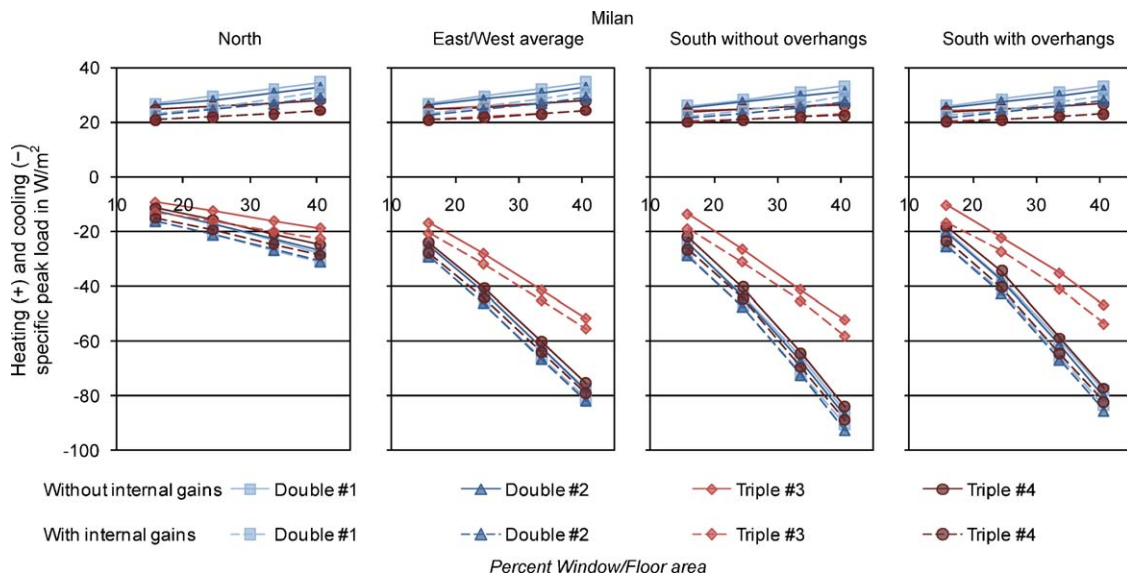 Milan
North East/West average South without overhangs South with overhangs
Heating (+) and cooling (−)
specific peak load in W/m²
40
20
0
10 20 30 40 10 20 30 40 10 20 30 40 10 20 30 40
-20
-40
-60
-80
-100
Without internal gains Double #1 Double #2 Triple #3 Triple #4
With internal gains Double #1 Double #2 Triple #3 Triple #4
Percent Window/Floor area